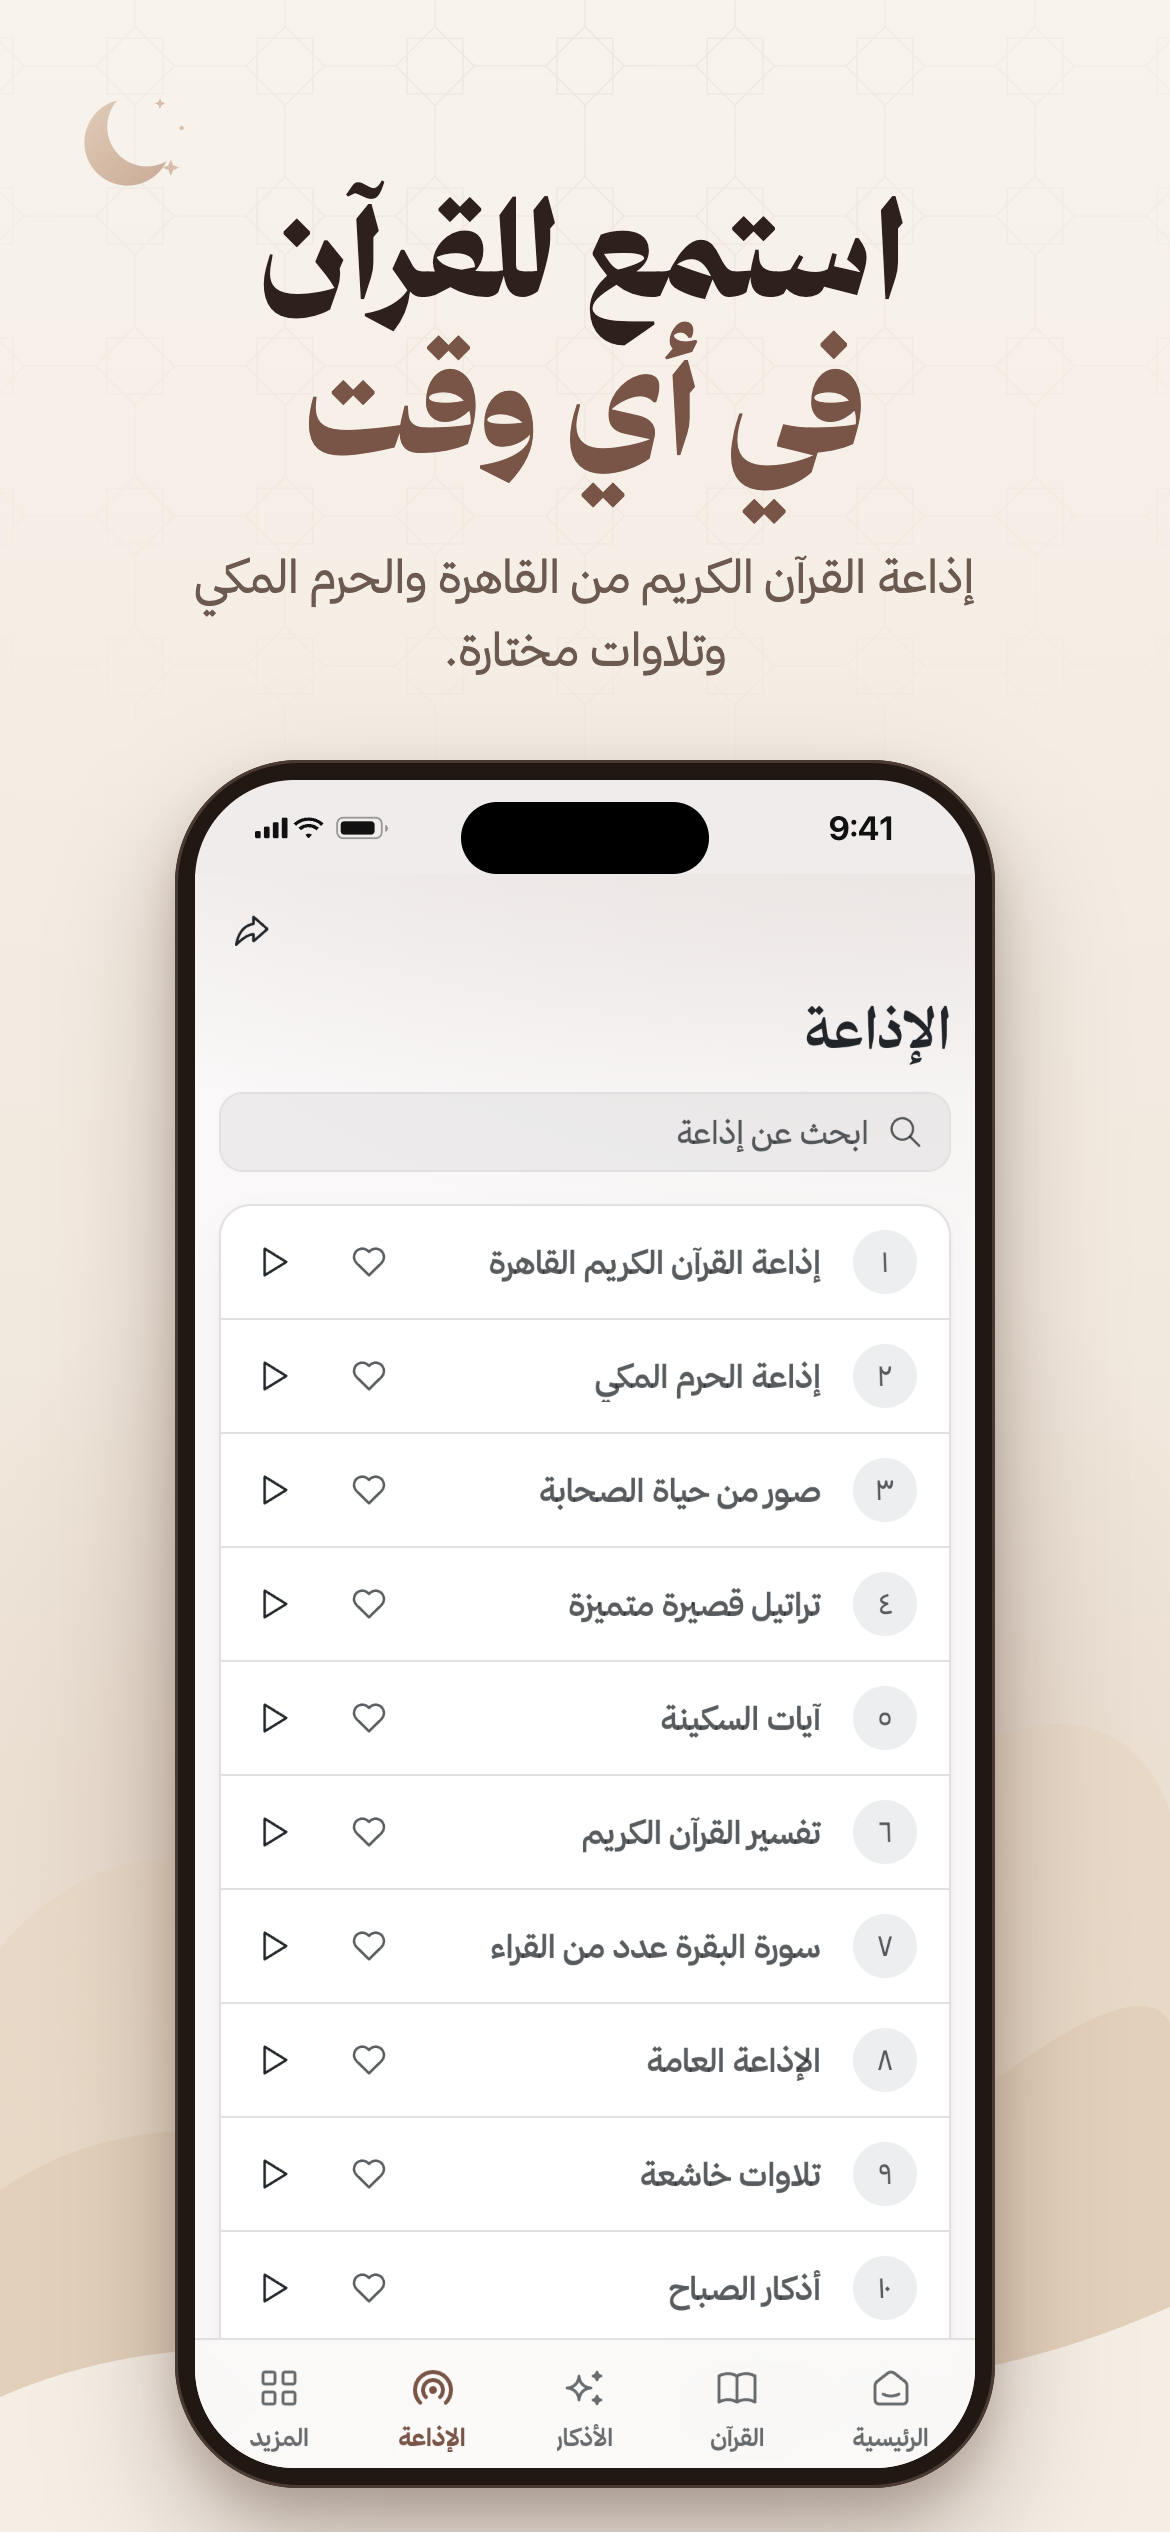 استمع للقرآن
في أي وقت
إذاعة القرآن الكريم من القاهرة والحرم المكي
وتلاوات مختارة.
9:41
الإذاعة
ابحث عن إذاعة
١ إذاعة القرآن الكريم القاهرة
٢ إذاعة الحرم المكي
٣ صور من حياة الصحابة
٤ تراتيل قصيرة متميزة
٥ آيات السكينة
٦ تفسير القرآن الكريم
٧ سورة البقرة عدد من القراء
٨ الإذاعة العامة
٩ تلاوات خاشعة
١٠ أذكار الصباح
الرئيسية القرآن الأذكار الإذاعة المزيد